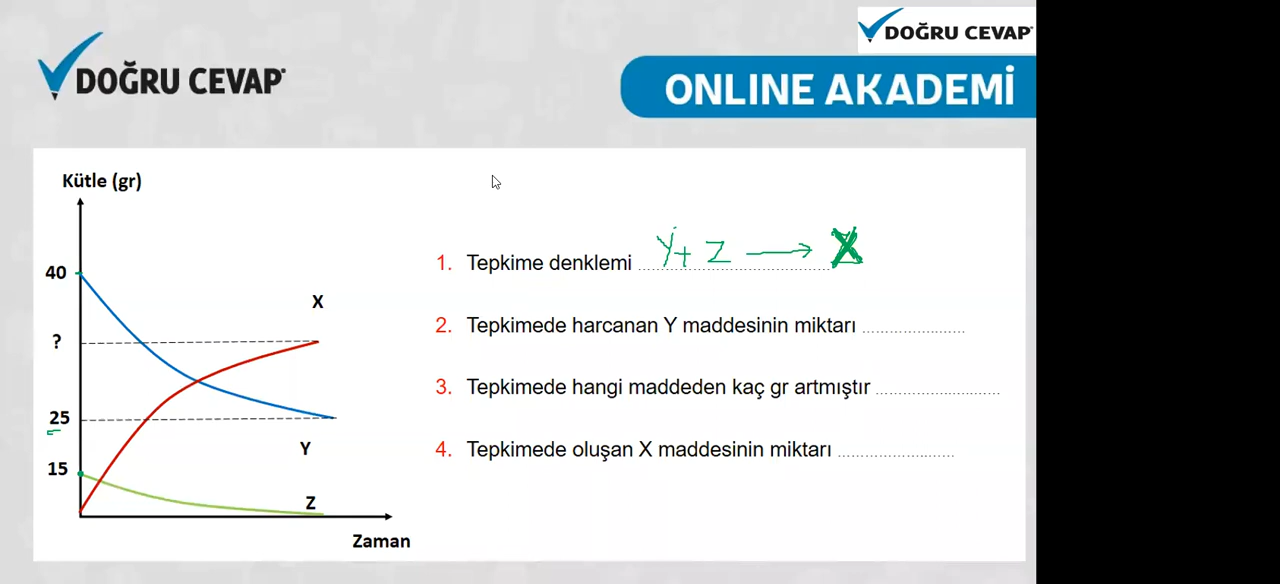 DOĞRU CEVAP
DOĞRU CEVAP
ONLINE AKADEMİ
Kütle (gr)
40
?
25
15
X
Y
Z
Zaman
1. Tepkime denklemi Y + Z → X
2. Tepkimede harcanan Y maddesinin miktarı ......................
3. Tepkimede hangi maddeden kaç gr artmıştır ..........................
4. Tepkimede oluşan X maddesinin miktarı .........................